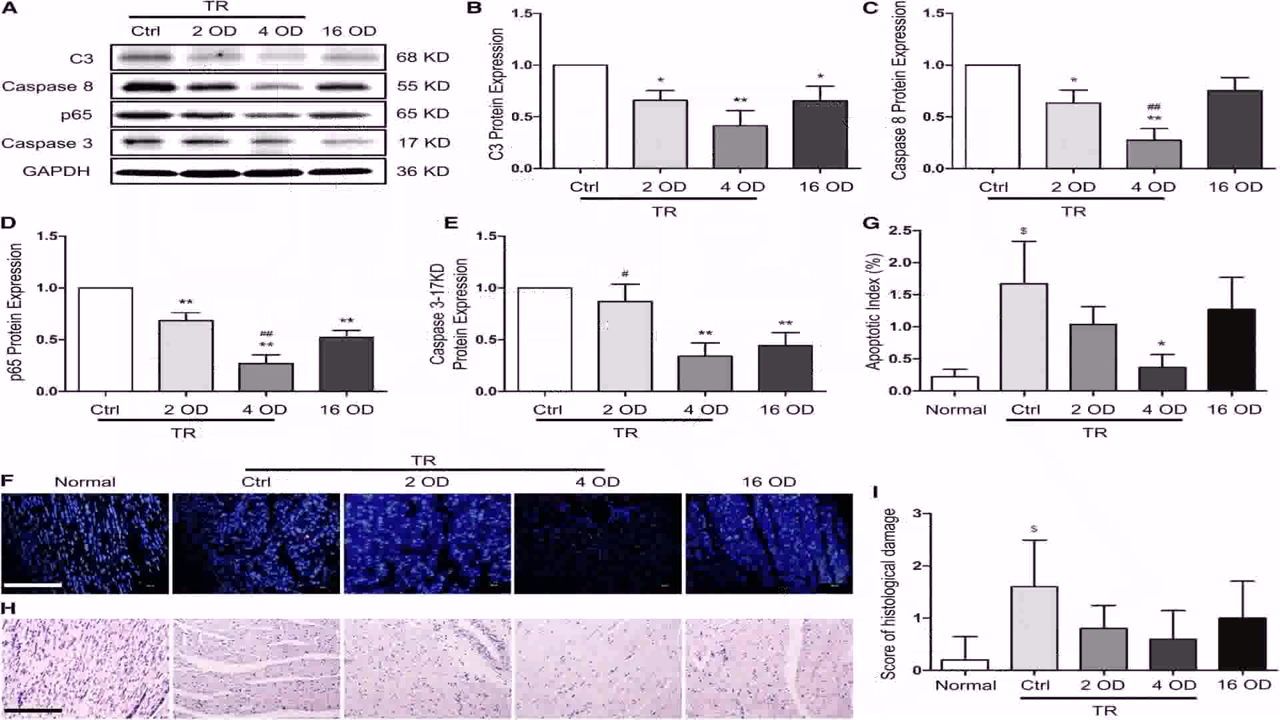 A
TR
Ctrl 2 OD 4 OD 16 OD
C3 68 KD
Caspase 8 55 KD
p65 65 KD
Caspase 3 17 KD
GAPDH 36 KD
B
C3 Protein Expression
1.5
1.0
0.5
0.0
*
**
*
Ctrl 2 OD 4 OD 16 OD
TR
C
Caspase 8 Protein Expression
1.5
1.0
0.5
0.0
*
##
**
Ctrl 2 OD 4 OD 16 OD
TR
D
p65 Protein Expression
1.5
1.0
0.5
0.0
**
##
**
**
Ctrl 2 OD 4 OD 16 OD
TR
E
Caspase 3-17KD
Protein Expression
1.5
1.0
0.5
0.0
#
**
**
Ctrl 2 OD 4 OD 16 OD
TR
G
Apoptotic Index (%)
2.5
2.0
1.5
1.0
0.5
0.0
$
*
Normal Ctrl 2 OD 4 OD 16 OD
TR
F
TR
Normal Ctrl 2 OD 4 OD 16 OD
H
I
Score of histological damage
3
2
1
0
$
Normal Ctrl 2 OD 4 OD 16 OD
TR